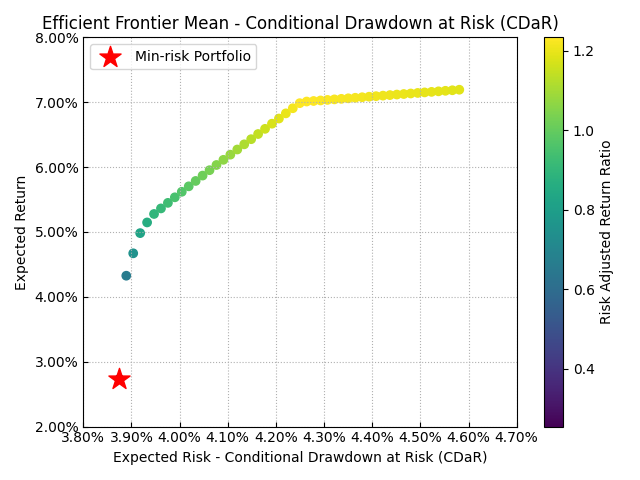 Efficient Frontier Mean - Conditional Drawdown at Risk (CDaR)
Min-risk Portfolio
8.00%
7.00%
6.00%
5.00%
4.00%
3.00%
2.00%
Expected Return
3.80% 3.90% 4.00% 4.10% 4.20% 4.30% 4.40% 4.50% 4.60% 4.70%
Expected Risk - Conditional Drawdown at Risk (CDaR)
1.2
1.0
0.8
0.6
0.4
Risk Adjusted Return Ratio